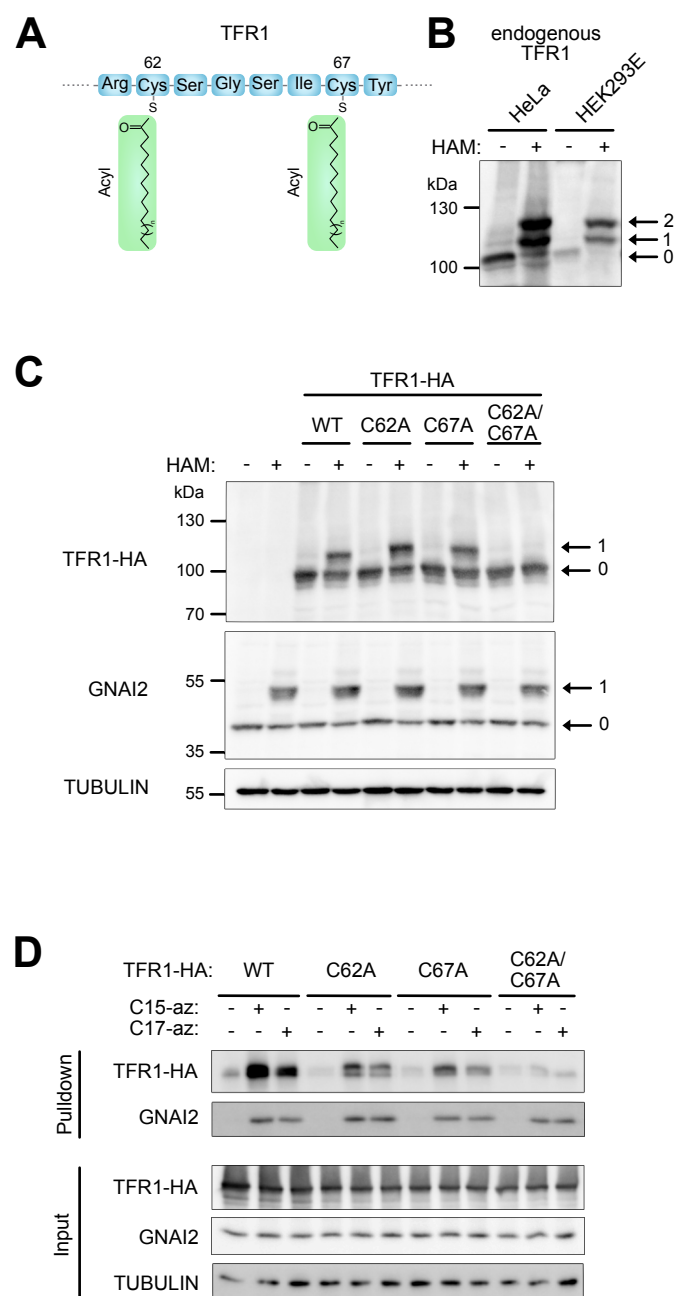 A
TFR1
62 67
Arg Cys Ser Gly Ser Ile Cys Tyr
S S
O O
Acyl Acyl
n n
B
endogenous
TFR1
HeLa HEK293E
HAM: - + - +
kDa
130
2
1
0
100
C
TFR1-HA
WT C62A C67A C62A/
C67A
HAM: - + - + - + - + - +
kDa
130
TFR1-HA
1
100 0
70
GNAI2
55 1
0
35
TUBULIN 55
D
TFR1-HA: WT C62A C67A C62A/
C67A
C15-az: - + - - + - - + - - + -
C17-az: - - + - - + - - + - - +
Pulldown
TFR1-HA
GNAI2
Input
TFR1-HA
GNAI2
TUBULIN